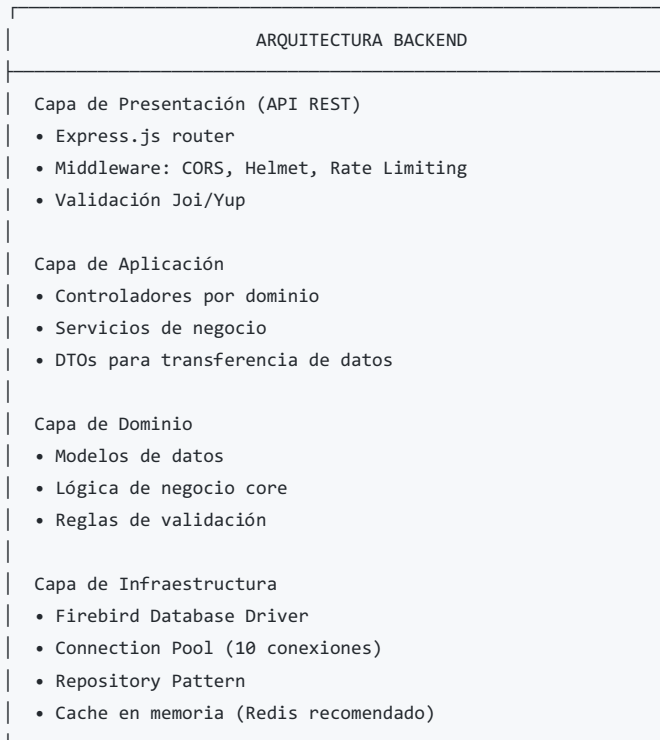 ARQUITECTURA BACKEND
Capa de Presentación (API REST)
• Express.js router
• Middleware: CORS, Helmet, Rate Limiting
• Validación Joi/Yup
Capa de Aplicación
• Controladores por dominio
• Servicios de negocio
• DTOs para transferencia de datos
Capa de Dominio
• Modelos de datos
• Lógica de negocio core
• Reglas de validación
Capa de Infraestructura
• Firebird Database Driver
• Connection Pool (10 conexiones)
• Repository Pattern
• Cache en memoria (Redis recomendado)